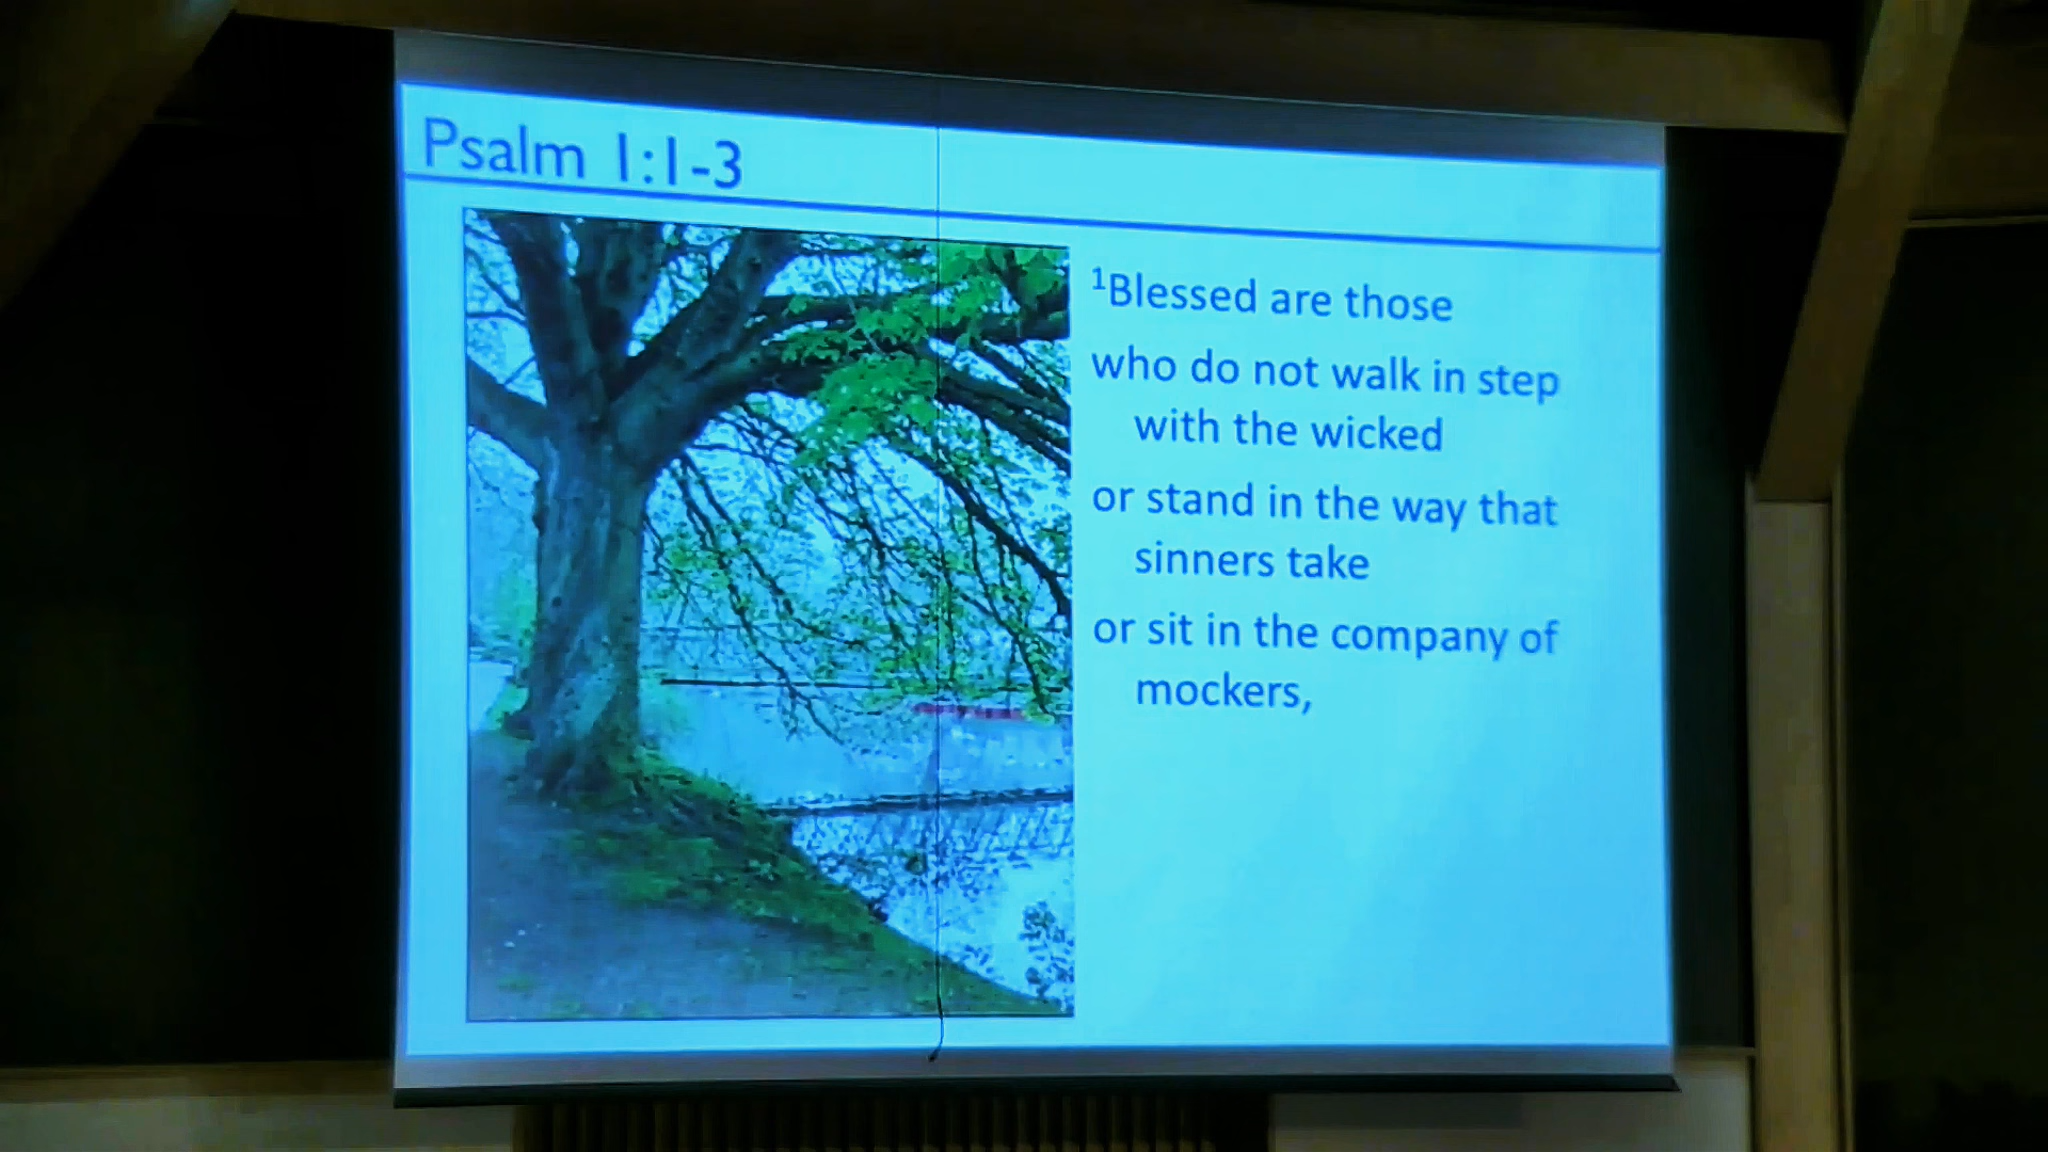 Psalm 1:1-3
¹Blessed are those
who do not walk in step
with the wicked
or stand in the way that
sinners take
or sit in the company of
mockers,